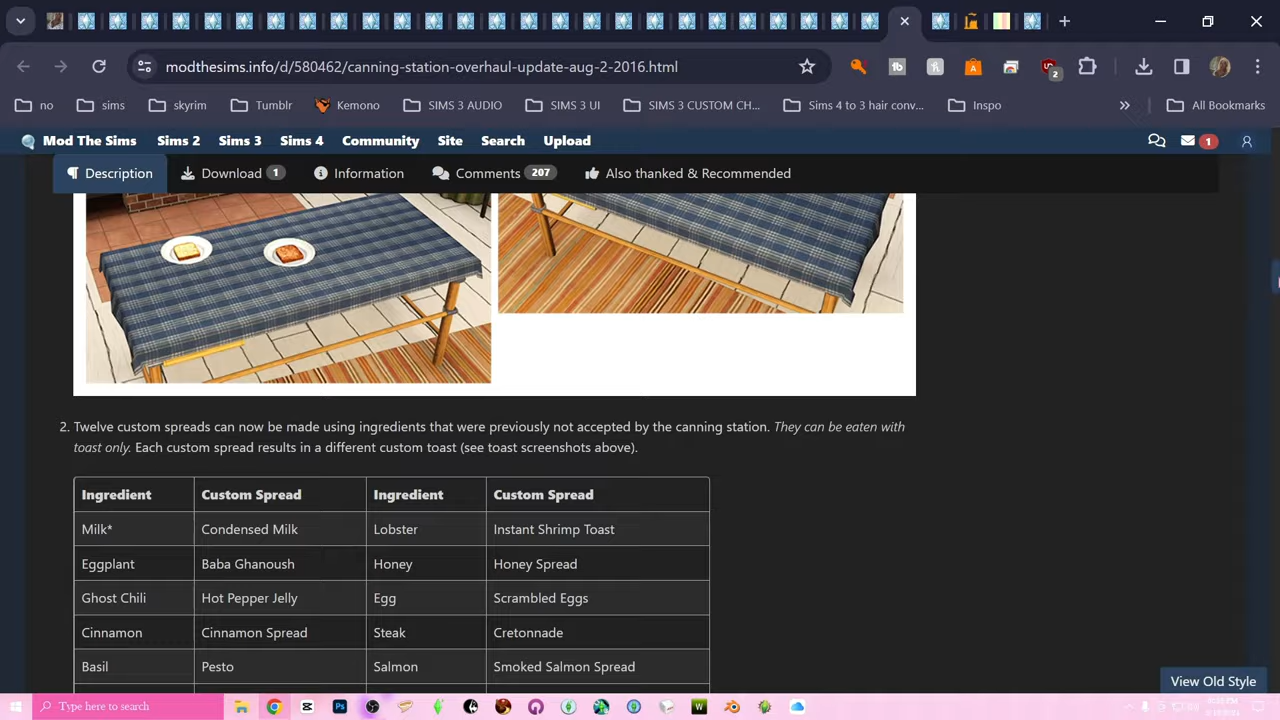 2
modthesims.info/d/580462/canning-station-overhaul-update-aug-2-2016.html
no
sims
skyrim
Tumblr
Kemono
SIMS 3 AUDIO
SIMS 3 UI
SIMS 3 CUSTOM CH...
Sims 4 to 3 hair conv...
Inspo
»
All Bookmarks
Mod The Sims Sims 2 Sims 3 Sims 4 Community Site Search Upload 1
Description Download 1 Information Comments 207 Also thanked & Recommended
2. Twelve custom spreads can now be made using ingredients that were previously not accepted by the canning station. They can be eaten with
toast only. Each custom spread results in a different custom toast (see toast screenshots above).
Ingredient Custom Spread Ingredient Custom Spread
Milk* Condensed Milk Lobster Instant Shrimp Toast
Eggplant Baba Ghanoush Honey Honey Spread
Ghost Chili Hot Pepper Jelly Egg Scrambled Eggs
Cinnamon Cinnamon Spread Steak Cretonnade
Basil Pesto Salmon Smoked Salmon Spread
View Old Style
Type here to search